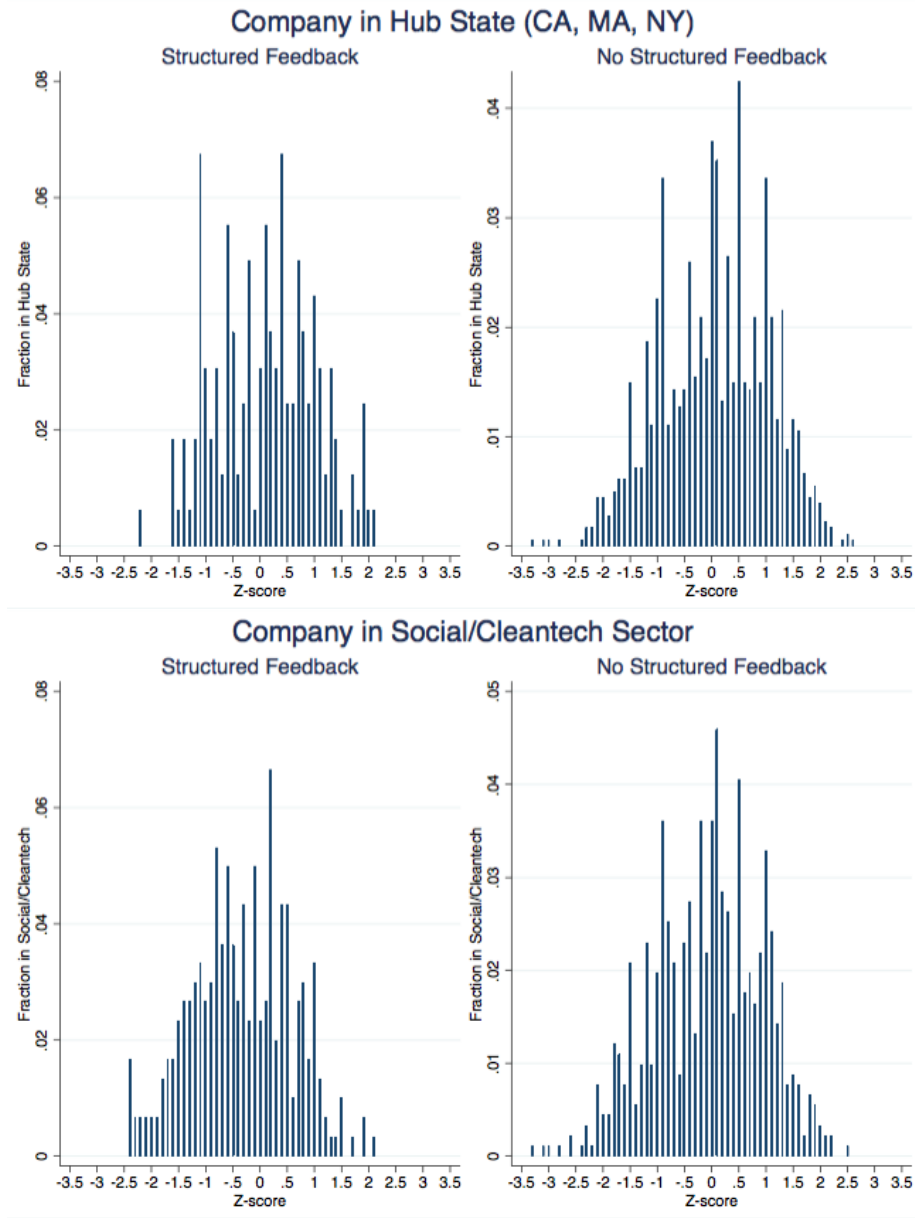 Company in Hub State (CA, MA, NY)
Structured Feedback
No Structured Feedback
Fraction in Hub State
0 .02 .04 .06 .08
-3.5 -3 -2.5 -2 -1.5 -1 -.5 0 .5 1 1.5 2 2.5 3 3.5
Z-score
Fraction in Hub State
0 .01 .02 .03 .04
-3.5 -3 -2.5 -2 -1.5 -1 -.5 0 .5 1 1.5 2 2.5 3 3.5
Z-score
Company in Social/Cleantech Sector
Structured Feedback
No Structured Feedback
Fraction in Social/Cleantech
0 .02 .04 .06 .08
-3.5 -3 -2.5 -2 -1.5 -1 -.5 0 .5 1 1.5 2 2.5 3 3.5
Z-score
Fraction in Social/Cleantech
0 .01 .02 .03 .04 .05
-3.5 -3 -2.5 -2 -1.5 -1 -.5 0 .5 1 1.5 2 2.5 3 3.5
Z-score